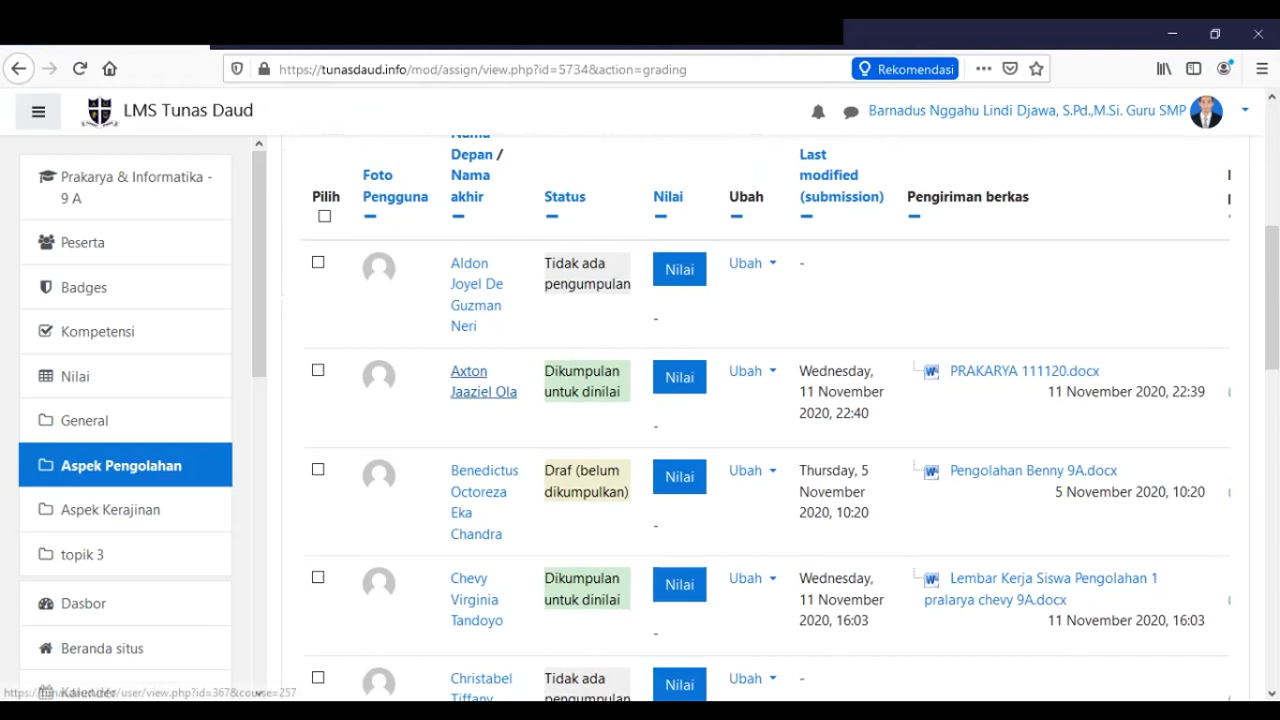 https://tunasdaud.info/mod/assign/view.php?id=5734&action=grading
Rekomendasi
LMS Tunas Daud
Barnadus Nggahu Lindi Djawa, S.Pd.,M.Si. Guru SMP
Prakarya & Informatika -
9 A
Peserta
Badges
Kompetensi
Nilai
General
Aspek Pengolahan
Aspek Kerajinan
topik 3
Dasbor
Beranda situs
Kalender
Pilih
Foto
Pengguna
Nama
Depan /
Nama
akhir
Status
Nilai
Ubah
Last
modified
(submission)
Pengiriman berkas
Aldon
Joyel De
Guzman
Neri
Tidak ada
pengumpulan
Nilai
-
Ubah
-
Axton
Jaaziel Ola
Dikumpulan
untuk dinilai
Nilai
-
Ubah
Wednesday,
11 November
2020, 22:40
PRAKARYA 111120.docx
11 November 2020, 22:39
Benedictus
Octoreza
Eka
Chandra
Draf (belum
dikumpulkan)
Nilai
-
Ubah
Thursday, 5
November
2020, 10:20
Pengolahan Benny 9A.docx
5 November 2020, 10:20
Chevy
Virginia
Tandoyo
Dikumpulan
untuk dinilai
Nilai
-
Ubah
Wednesday,
11 November
2020, 16:03
Lembar Kerja Siswa Pengolahan 1
pralarya chevy 9A.docx
11 November 2020, 16:03
Christabel
Tiffany
Tidak ada
pengumpulan
Nilai
Ubah
-